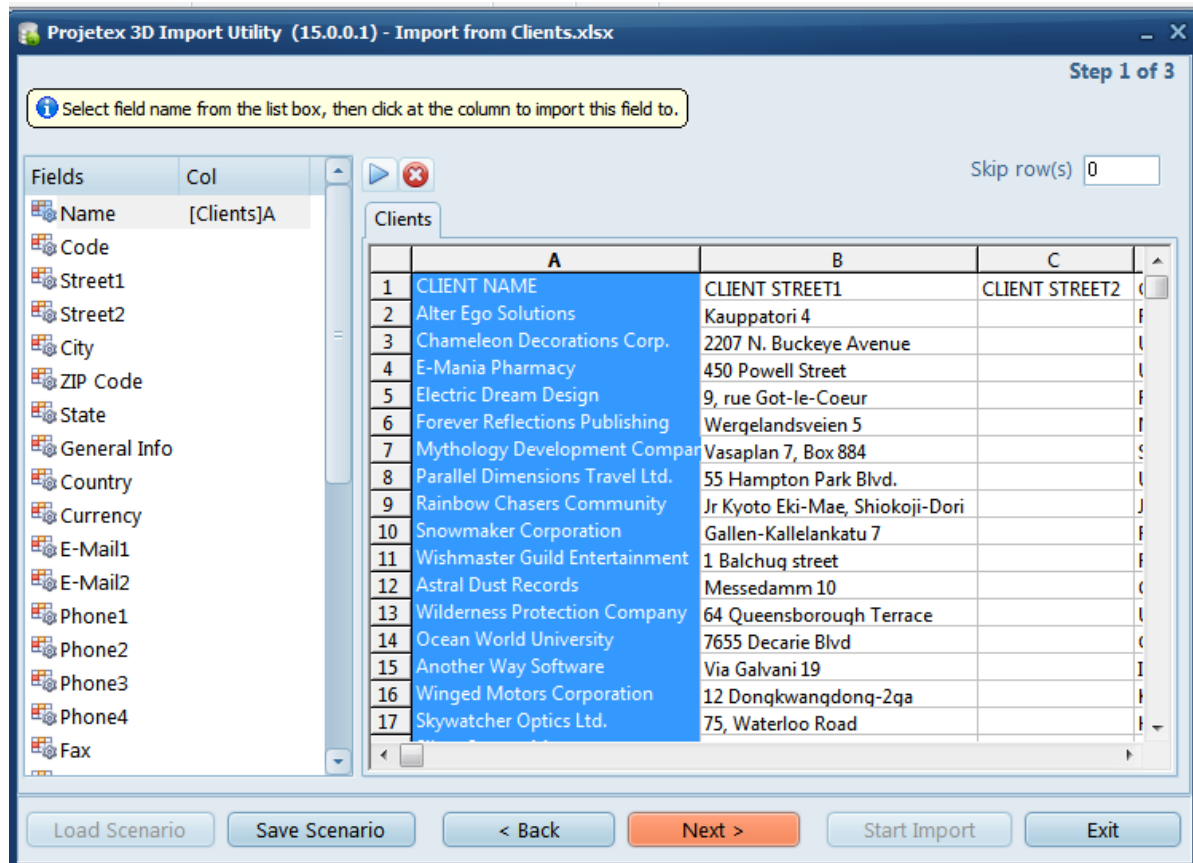 Projetex 3D Import Utility (15.0.0.1) - Import from Clients.xlsx
Step 1 of 3
Select field name from the list box, then click at the column to import this field to.
Fields Col
Skip row(s) 0
Name [Clients]A
Code
Street1
Street2
City
ZIP Code
State
General Info
Country
Currency
E-Mail1
E-Mail2
Phone1
Phone2
Phone3
Phone4
Fax
Clients
A B C
1 CLIENT NAME CLIENT STREET1 CLIENT STREET2
2 Alter Ego Solutions Kauppatori 4
3 Chameleon Decorations Corp. 2207 N. Buckeye Avenue
4 E-Mania Pharmacy 450 Powell Street
5 Electric Dream Design 9, rue Got-le-Coeur
6 Forever Reflections Publishing Wergelandsveien 5
7 Mythology Development Compar Vasaplan 7, Box 884
8 Parallel Dimensions Travel Ltd. 55 Hampton Park Blvd.
9 Rainbow Chasers Community Jr Kyoto Eki-Mae, Shiokoji-Dori
10 Snowmaker Corporation Gallen-Kallelankatu 7
11 Wishmaster Guild Entertainment 1 Balchug street
12 Astral Dust Records Messedamm 10
13 Wilderness Protection Company 64 Queensborough Terrace
14 Ocean World University 7655 Decarie Blvd
15 Another Way Software Via Galvani 19
16 Winged Motors Corporation 12 Dongkwangdong-2ga
17 Skywatcher Optics Ltd. 75, Waterloo Road
Load Scenario Save Scenario < Back Next > Start Import Exit